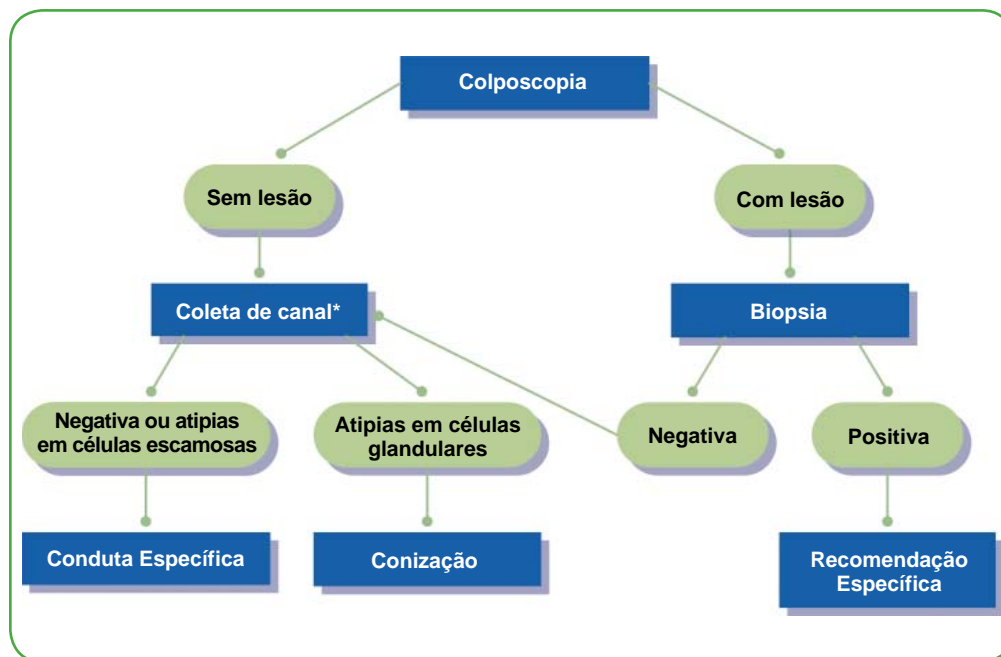 Colposcopia
Sem lesão
Com lesão
Coleta de canal*
Biopsia
Negativa ou atipias
em células escamosas
Atipias em células
glandulares
Negativa
Positiva
Conduta Específica
Conização
Recomendação
Específica